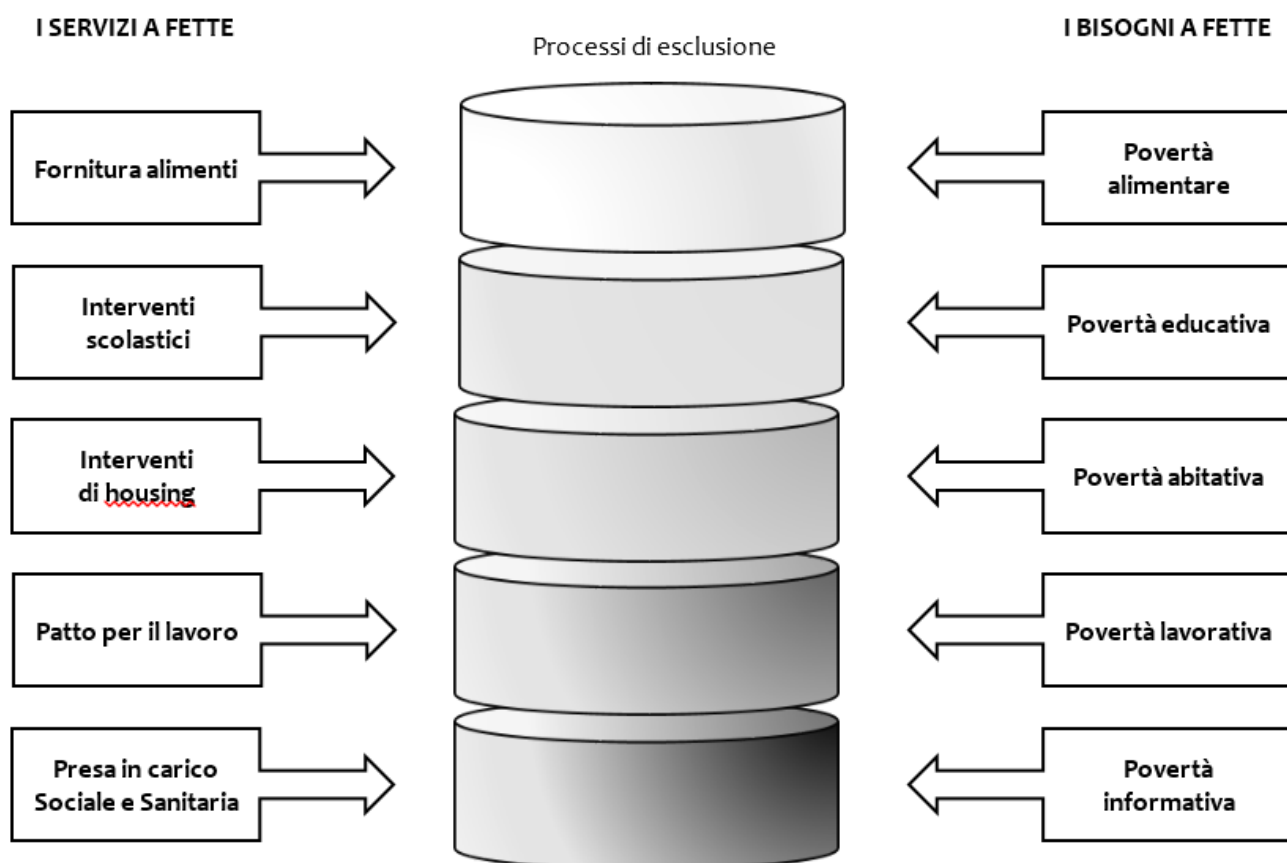 I SERVIZI A FETTE
Processi di esclusione
I BISOGNI A FETTE
Fornitura alimenti
Povertà
alimentare
Interventi
scolastici
Povertà educativa
Interventi
di housing
Povertà abitativa
Patto per il lavoro
Povertà lavorativa
Presa in carico
Sociale e Sanitaria
Povertà
informativa